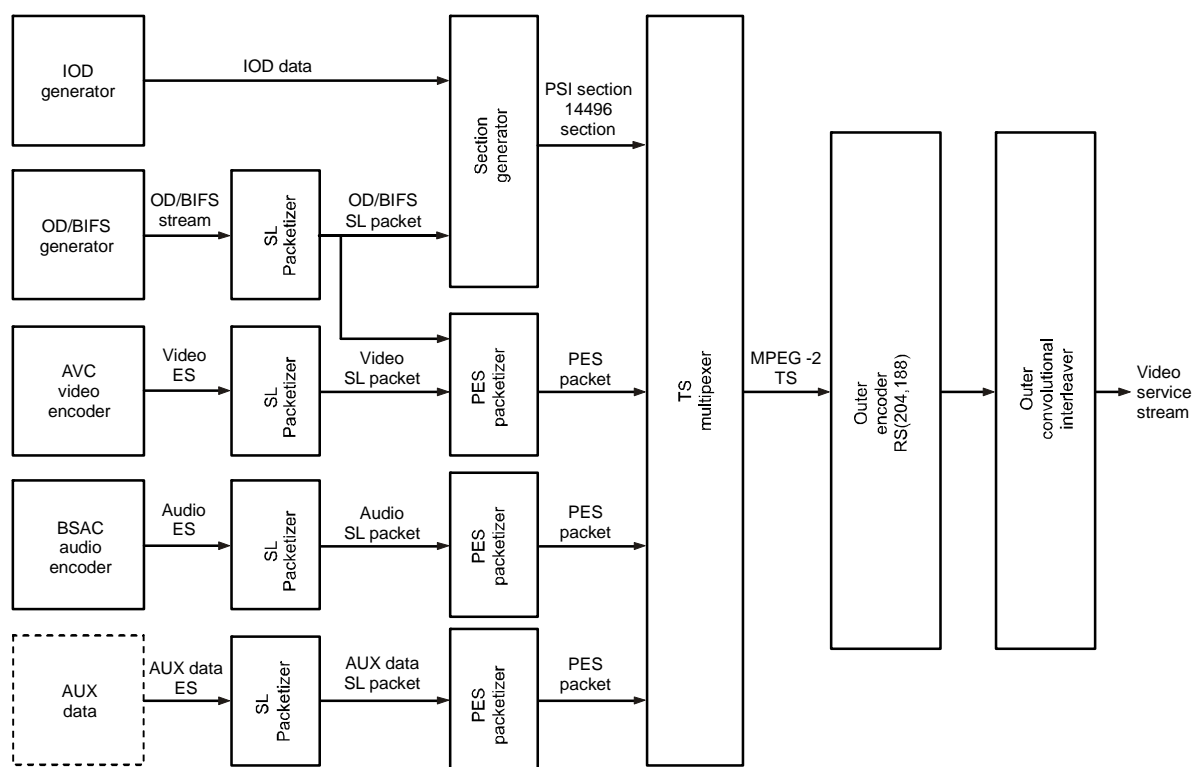 IOD
generator
IOD data
Section
generator
PSI section
14496
section
OD/BIFS
generator
OD/BIFS
stream
SL
Packetizer
OD/BIFS
SL packet
AVC
video
encoder
Video
ES
SL
Packetizer
Video
SL packet
PES
packetizer
PES
packet
BSAC
audio
encoder
Audio
ES
SL
Packetizer
Audio
SL packet
PES
packetizer
PES
packet
AUX
data
AUX data
ES
SL
Packetizer
AUX data
SL packet
PES
packetizer
PES
packet
TS
multipexer
MPEG -2
TS
Outer
encoder
RS(204,188)
Outer
convolutional
interleaver
Video
service
stream